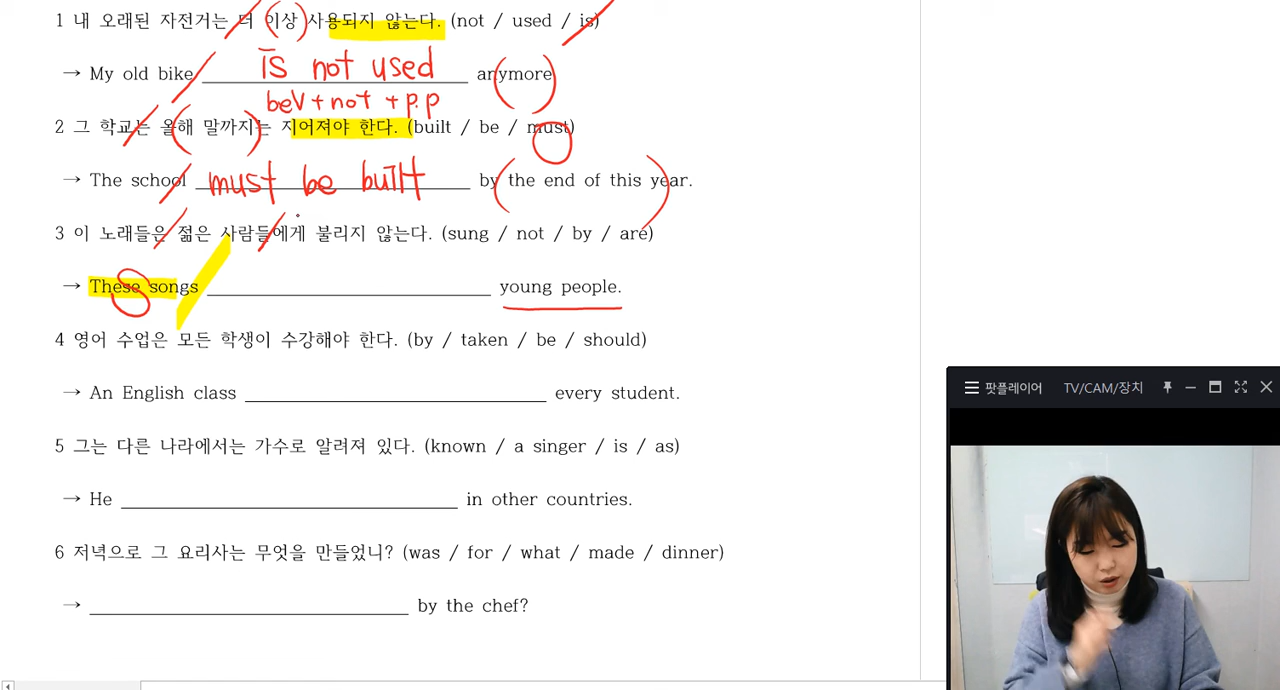 1 내 오래된 자전거는 더 이상 사용되지 않는다. (not / used / is)
→ My old bike is not used anymore
beV+not +p.p
2 그 학교는 올해 말까지는 지어져야 한다. (built / be / must)
→ The school must be built by the end of this year.
3 이 노래들은 젊은 사람들에게 불리지 않는다. (sung / not / by / are)
→ These songs ______ young people.
4 영어 수업은 모든 학생이 수강해야 한다. (by / taken / be / should)
→ An English class ______ every student.
5 그는 다른 나라에서는 가수로 알려져 있다. (known / a singer / is / as)
→ He ______ in other countries.
6 저녁으로 그 요리사는 무엇을 만들었니? (was / for / what / made / dinner)
→ ______ by the chef?
팟플레이어 TV/CAM/장치